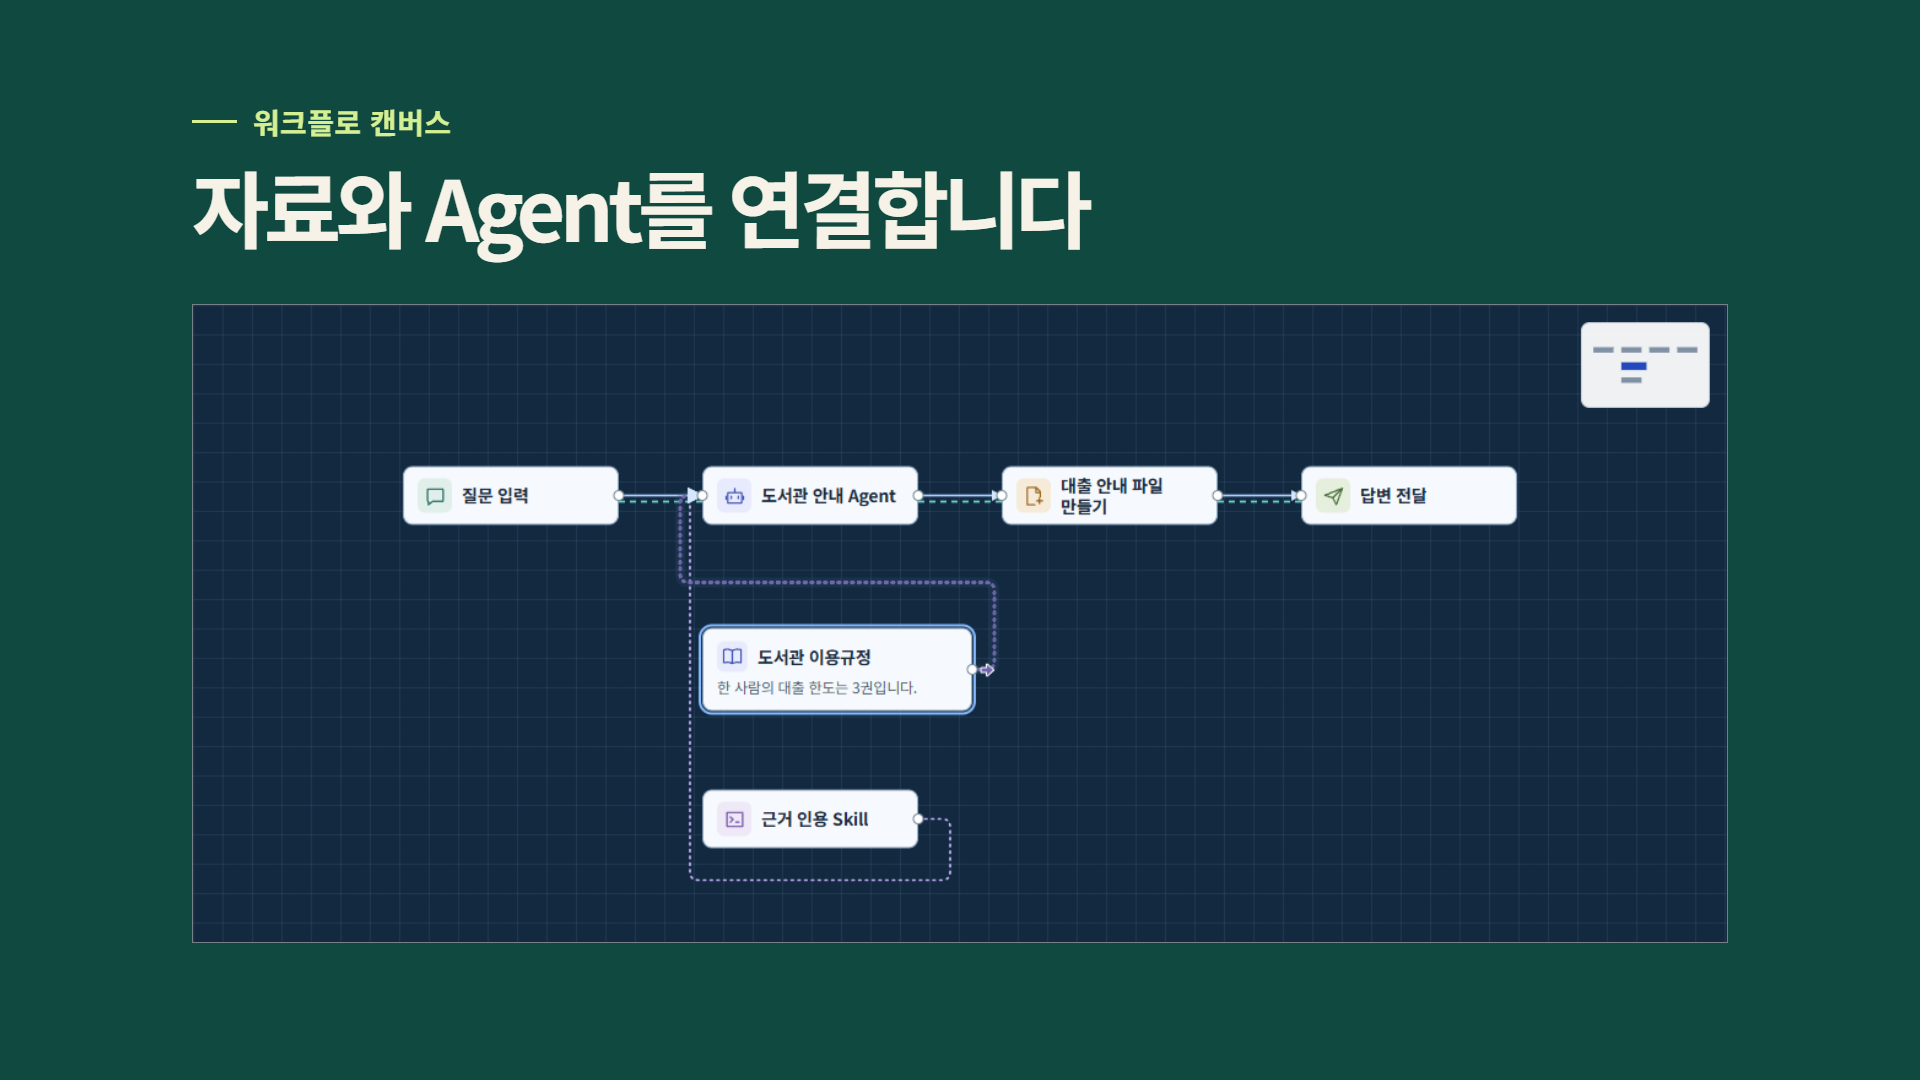 워크플로 캔버스
자료와 Agent를 연결합니다
질문 입력
도서관 안내 Agent
대출 안내 파일
만들기
답변 전달
도서관 이용규정
한 사람의 대출 한도는 3권입니다.
근거 인용 Skill